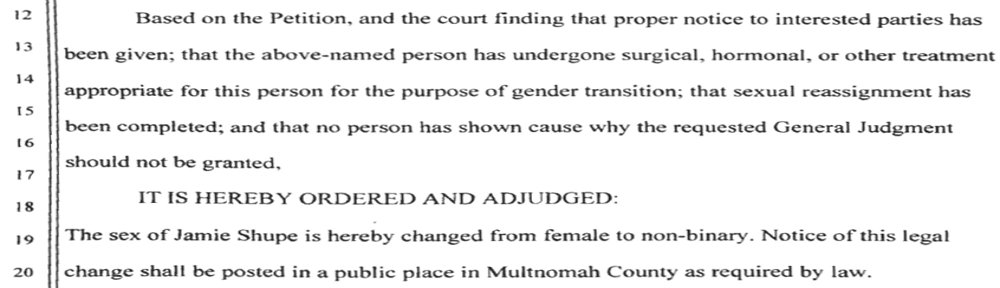 12 Based on the Petition, and the court finding that proper notice to interested parties has
13 been given; that the above-named person has undergone surgical, hormonal, or other treatment
14 appropriate for this person for the purpose of gender transition; that sexual reassignment has
15 been completed; and that no person has shown cause why the requested General Judgment
16 should not be granted,
17 IT IS HEREBY ORDERED AND ADJUDGED:
18
19 The sex of Jamie Shupe is hereby changed from female to non-binary. Notice of this legal
20 change shall be posted in a public place in Multnomah County as required by law.